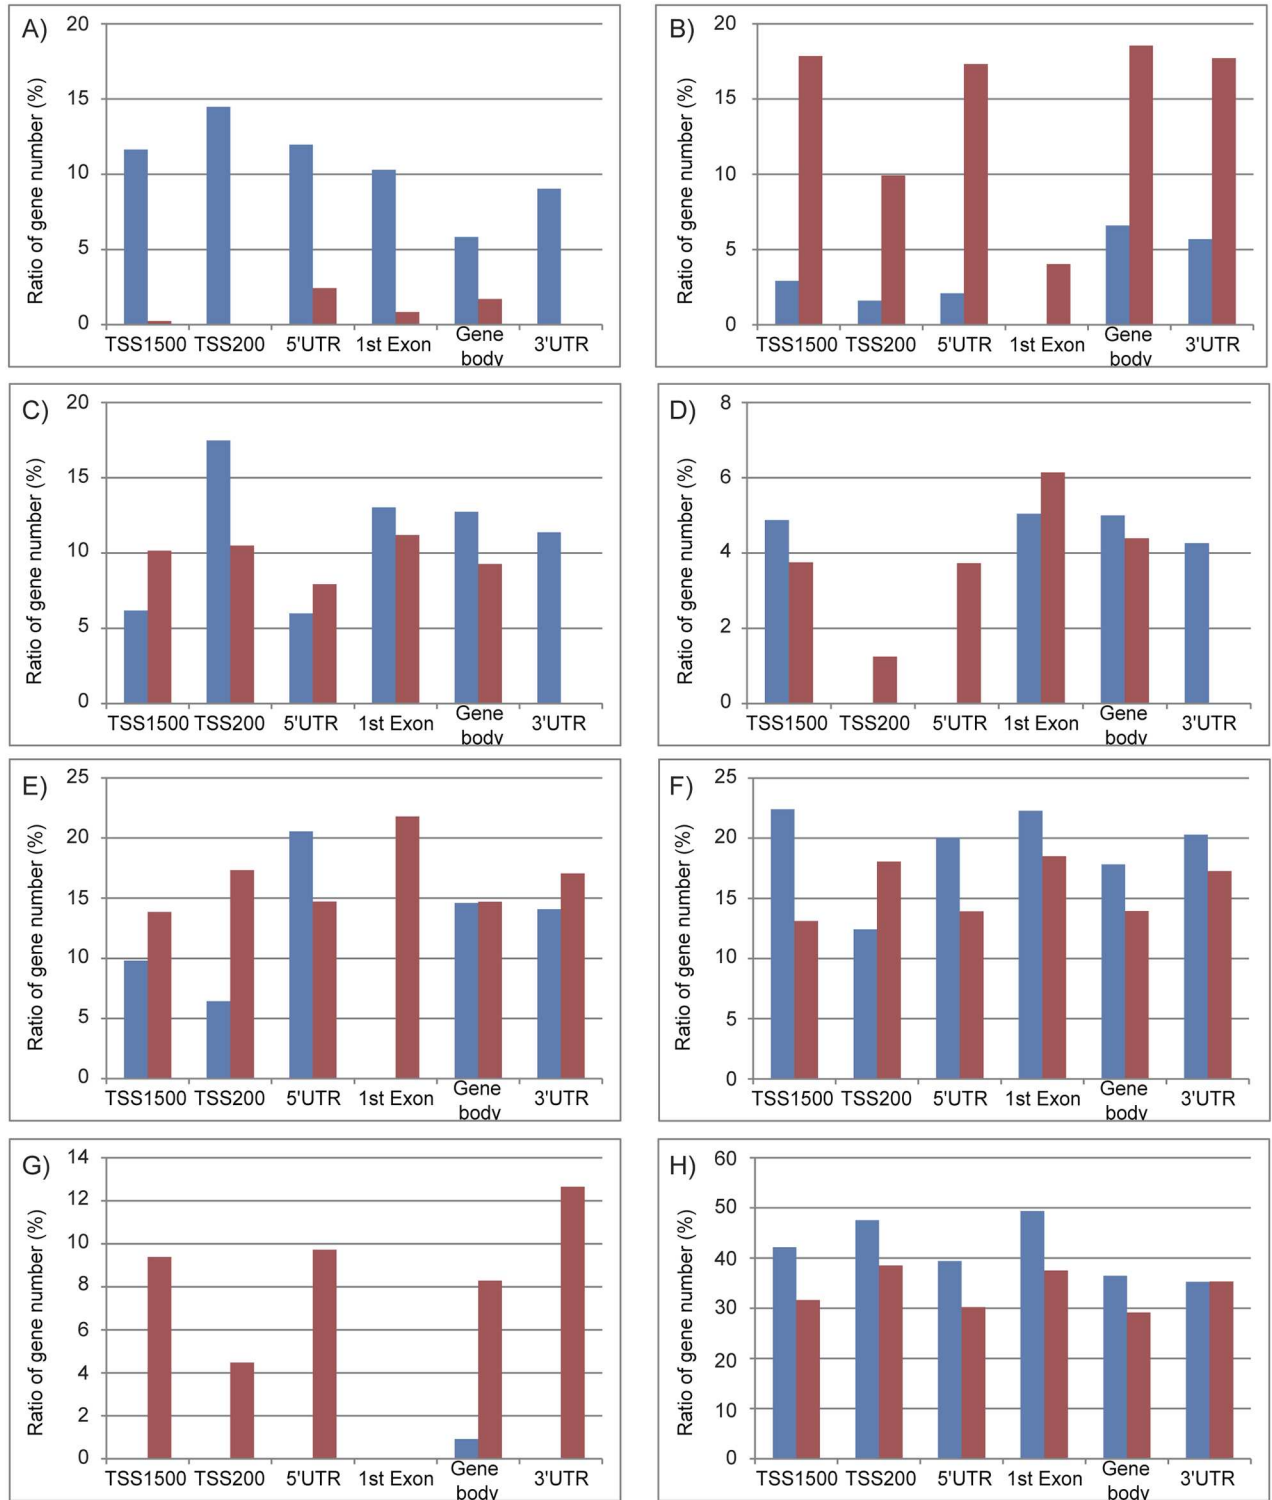 A)
Ratio of gene number (%)
20
15
10
5
0
TSS1500 TSS200 5'UTR 1st Exon Gene body 3'UTR
B)
Ratio of gene number (%)
20
15
10
5
0
TSS1500 TSS200 5'UTR 1st Exon Gene body 3'UTR
C)
Ratio of gene number (%)
20
15
10
5
0
TSS1500 TSS200 5'UTR 1st Exon Gene body 3'UTR
D)
Ratio of gene number (%)
8
6
4
2
0
TSS1500 TSS200 5'UTR 1st Exon Gene body 3'UTR
E)
Ratio of gene number (%)
25
20
15
10
5
0
TSS1500 TSS200 5'UTR 1st Exon Gene body 3'UTR
F)
Ratio of gene number (%)
25
20
15
10
5
0
TSS1500 TSS200 5'UTR 1st Exon Gene body 3'UTR
G)
Ratio of gene number (%)
14
12
10
8
6
4
2
0
TSS1500 TSS200 5'UTR 1st Exon Gene body 3'UTR
H)
Ratio of gene number (%)
60
50
40
30
20
10
0
TSS1500 TSS200 5'UTR 1st Exon Gene body 3'UTR